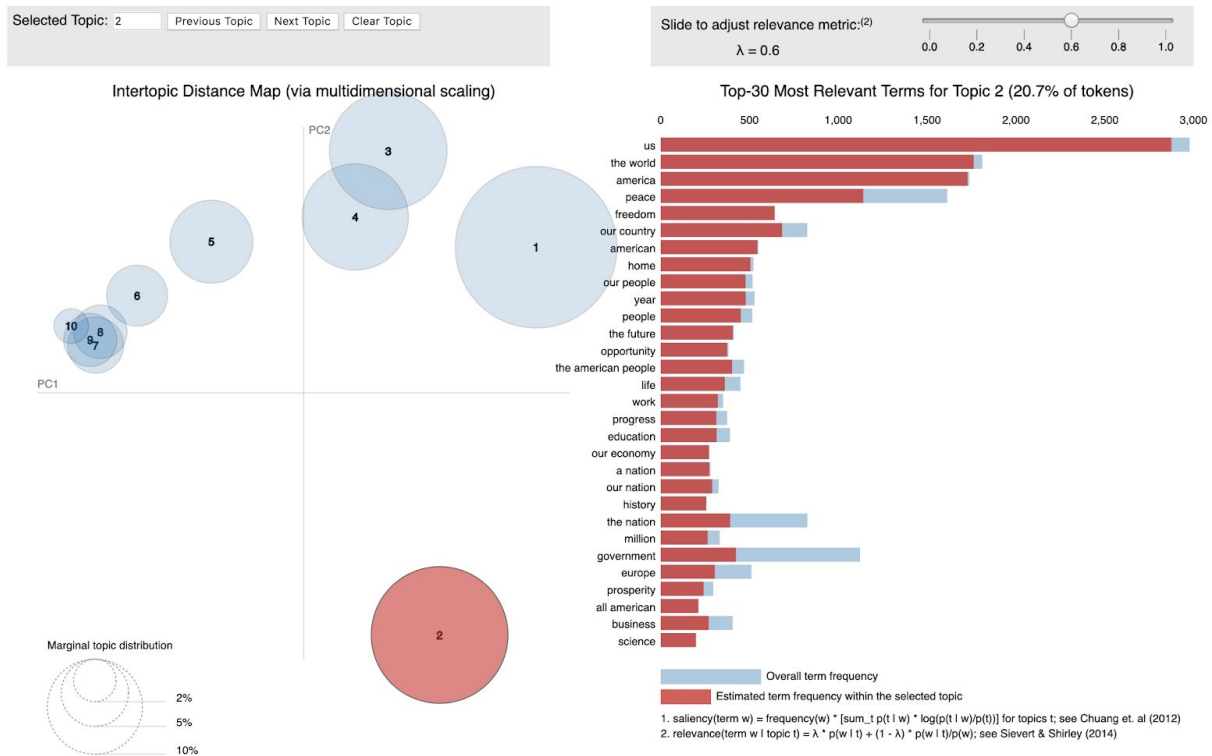 Selected Topic: 2 Previous Topic Next Topic Clear Topic
Slide to adjust relevance metric:(2)
λ = 0.6
0.0 0.2 0.4 0.6 0.8 1.0
Intertopic Distance Map (via multidimensional scaling)
PC2
PC1
3
4
1
5
6
10
8
9
7
2
Marginal topic distribution
2%
5%
10%
Top-30 Most Relevant Terms for Topic 2 (20.7% of tokens)
0 500 1,000 1,500 2,000 2,500 3,000
us
the world
america
peace
freedom
our country
american
home
our people
year
people
the future
opportunity
the american people
life
work
progress
education
our economy
a nation
our nation
history
the nation
million
government
europe
prosperity
all american
business
science
Overall term frequency
Estimated term frequency within the selected topic
1. saliency(term w) = frequency(w) * [sum_t p(t | w) * log(p(t | w)/p(t))] for topics t; see Chuang et. al (2012)
2. relevance(term w | topic t) = λ * p(w | t) + (1 - λ) * p(w | t)/p(w); see Sievert & Shirley (2014)